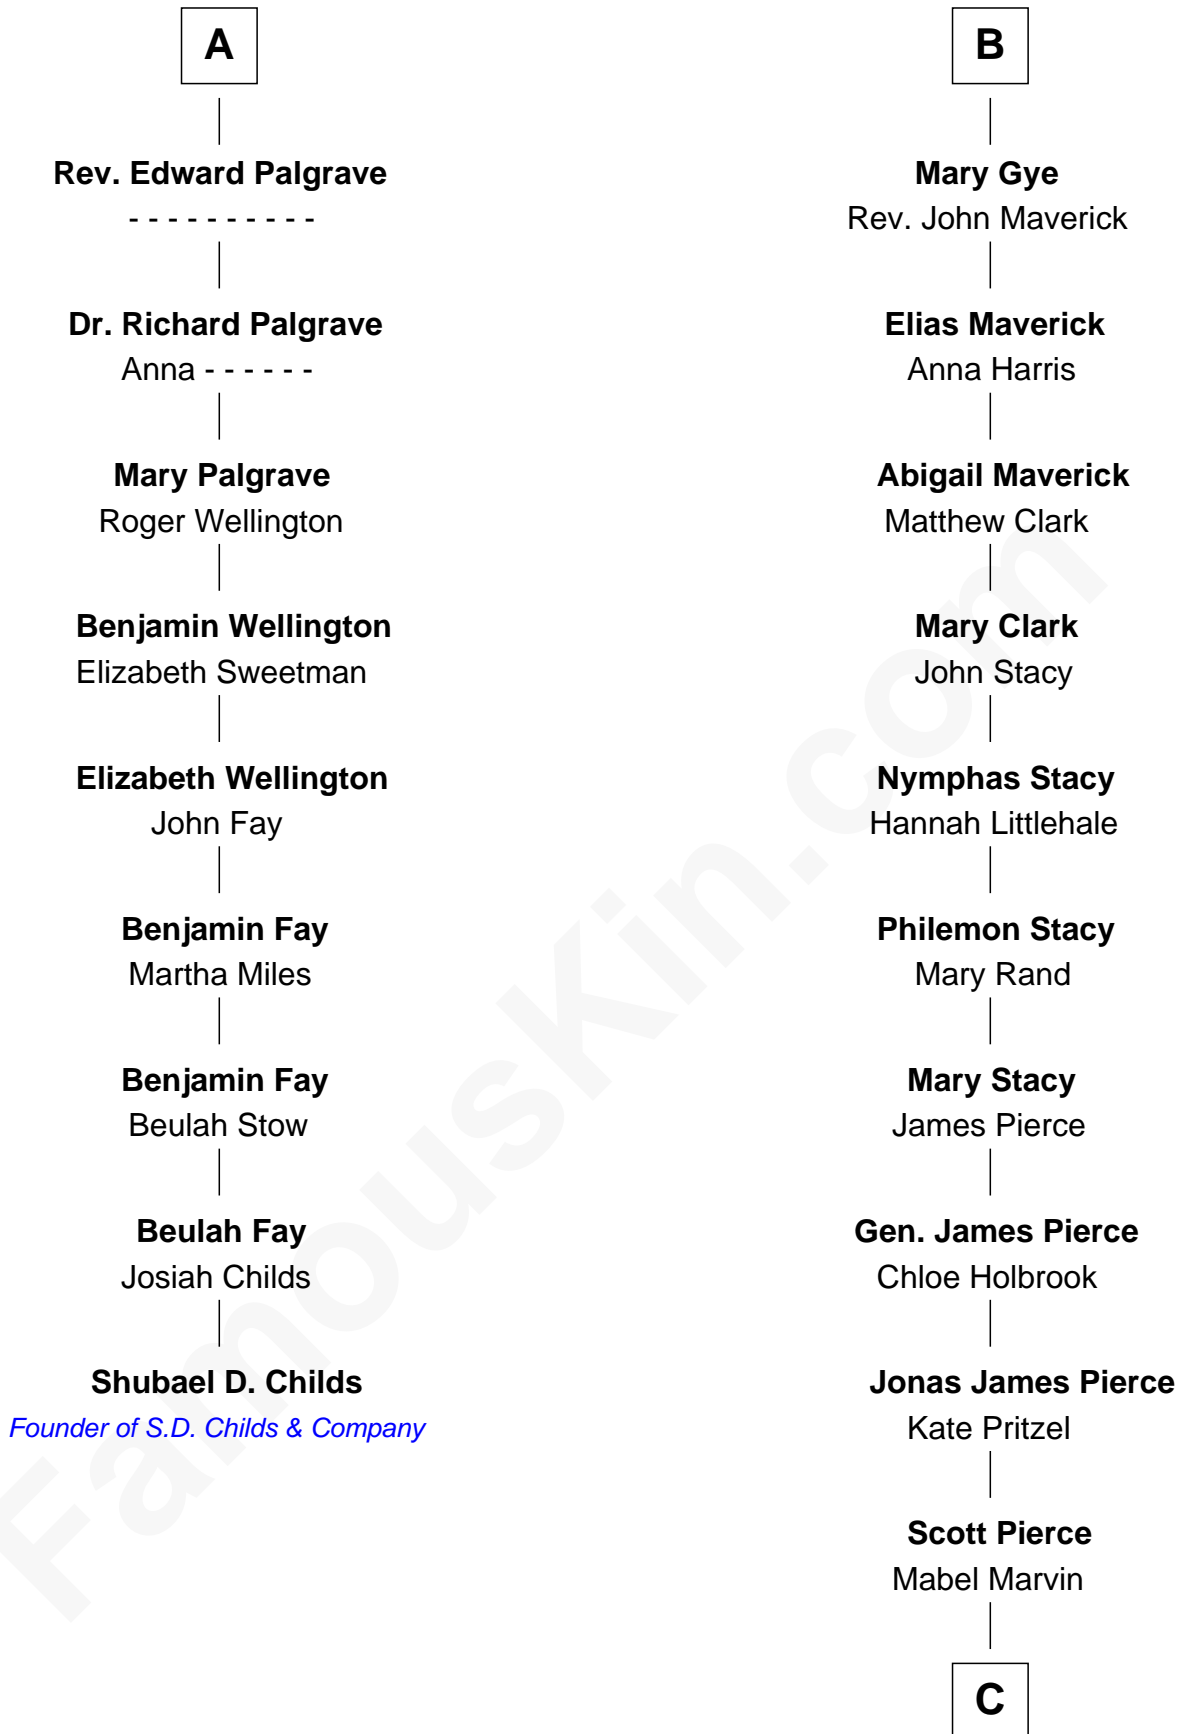 A
Rev. Edward Palgrave
- - - - - - - - - -
Dr. Richard Palgrave
Anna - - - - - -
Mary Palgrave
Roger Wellington
Benjamin Wellington
Elizabeth Sweetman
Elizabeth Wellington
John Fay
Benjamin Fay
Martha Miles
Benjamin Fay
Beulah Stow
Beulah Fay
Josiah Childs
Shubael D. Childs
Founder of S.D. Childs & Company
B
Mary Gye
Rev. John Maverick
Elias Maverick
Anna Harris
Abigail Maverick
Matthew Clark
Mary Clark
John Stacy
Nymphas Stacy
Hannah Littlehale
Philemon Stacy
Mary Rand
Mary Stacy
James Pierce
Gen. James Pierce
Chloe Holbrook
Jonas James Pierce
Kate Pritzel
Scott Pierce
Mabel Marvin
C
FamousKin.com